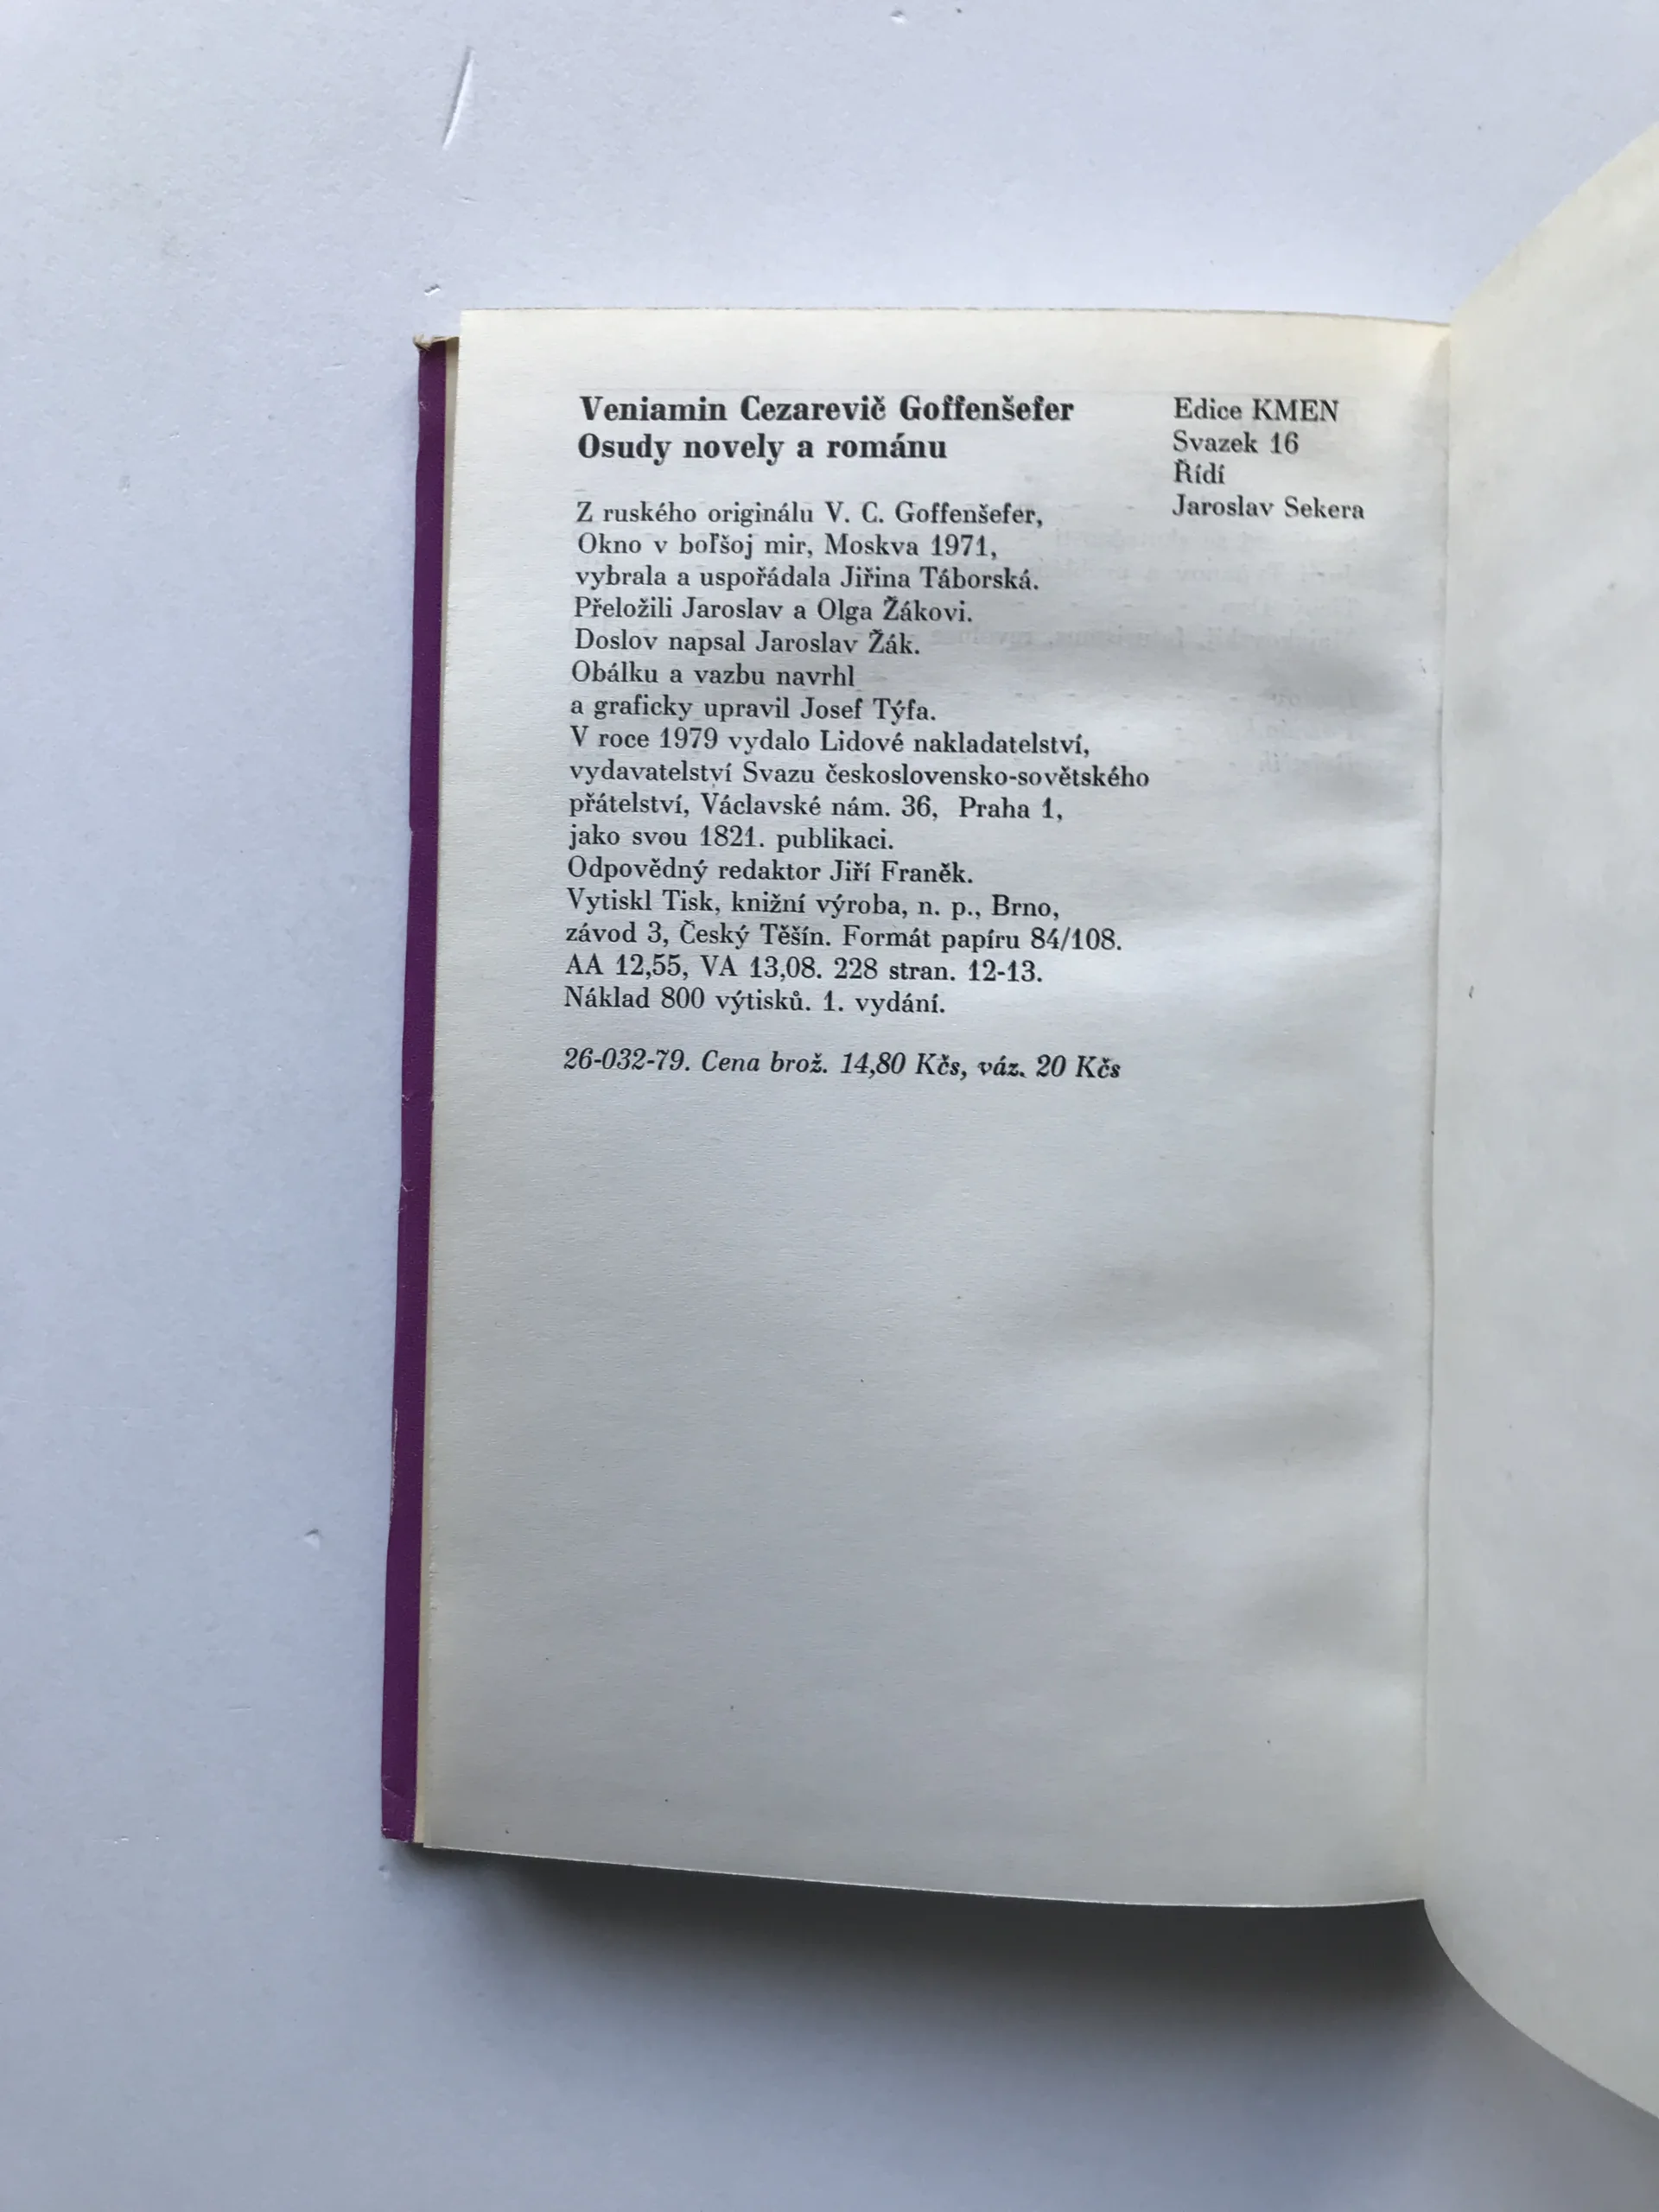 Veniamin Cezarevič Goffenšefer
Osudy novely a románu
Z ruského originálu V. C. Goffenšefer,
Okno v boľšoj mir, Moskva 1971,
vybrala a uspořádala Jiřina Táborská.
Přeložili Jaroslav a Olga Žákovi.
Doslov napsal Jaroslav Žák.
Obálku a vazbu navrhl
a graficky upravil Josef Týfa.
V roce 1979 vydalo Lidové nakladatelství,
vydavatelství Svazu československo-sovětského
přátelství, Václavské nám. 36, Praha 1,
jako svou 1821. publikaci.
Odpovědný redaktor Jiří Franěk.
Vytiskl Tisk, knižní výroba, n. p., Brno,
závod 3, Český Těšín. Formát papíru 84/108.
AA 12,55, VA 13,08. 228 stran. 12-13.
Náklad 800 výtisků. 1. vydání.
26-032-79. Cena brož. 14,80 Kčs, váz. 20 Kčs
Edice KMEN
Svazek 16
Řídí
Jaroslav Sekera